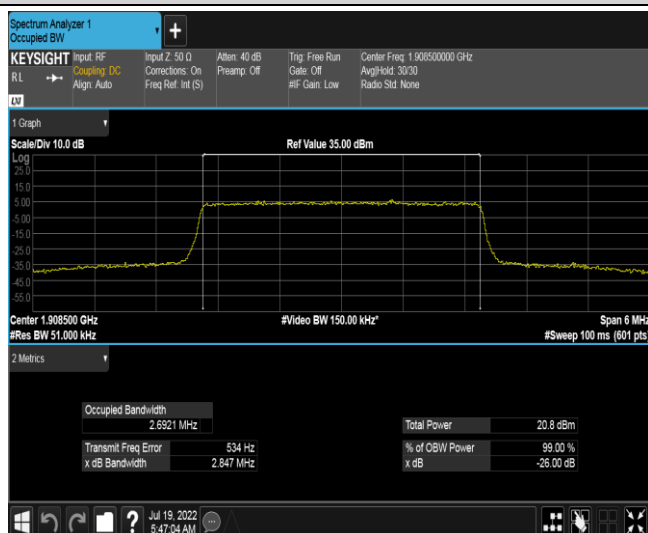 Spectrum Analyzer 1
Occupied BW
KEYSIGHT
RL
LXI
Input: RF
Coupling: DC
Align: Auto
Input Z: 50 Ω
Corrections: On
Freq Ref: Int (S)
Atten: 40 dB
Preamp: Off
Trig: Free Run
Gate: Off
#IF Gain: Low
Center Freq: 1.908500000 GHz
Avg|Hold: 30/30
Radio Std: None
1 Graph
Scale/Div 10.0 dB
Ref Value 35.00 dBm
Log
25.0
15.0
5.00
-5.00
-15.0
-25.0
-35.0
-45.0
-55.0
Center 1.908500 GHz
#Video BW 150.00 kHz*
Span 6 MHz
#Res BW 51.000 kHz
#Sweep 100 ms (601 pts)
2 Metrics
Occupied Bandwidth
2.6921 MHz
Total Power 20.8 dBm
Transmit Freq Error 534 Hz
% of OBW Power 99.00 %
x dB Bandwidth 2.847 MHz
x dB -26.00 dB
?
Jul 19, 2022
5:47:04 AM